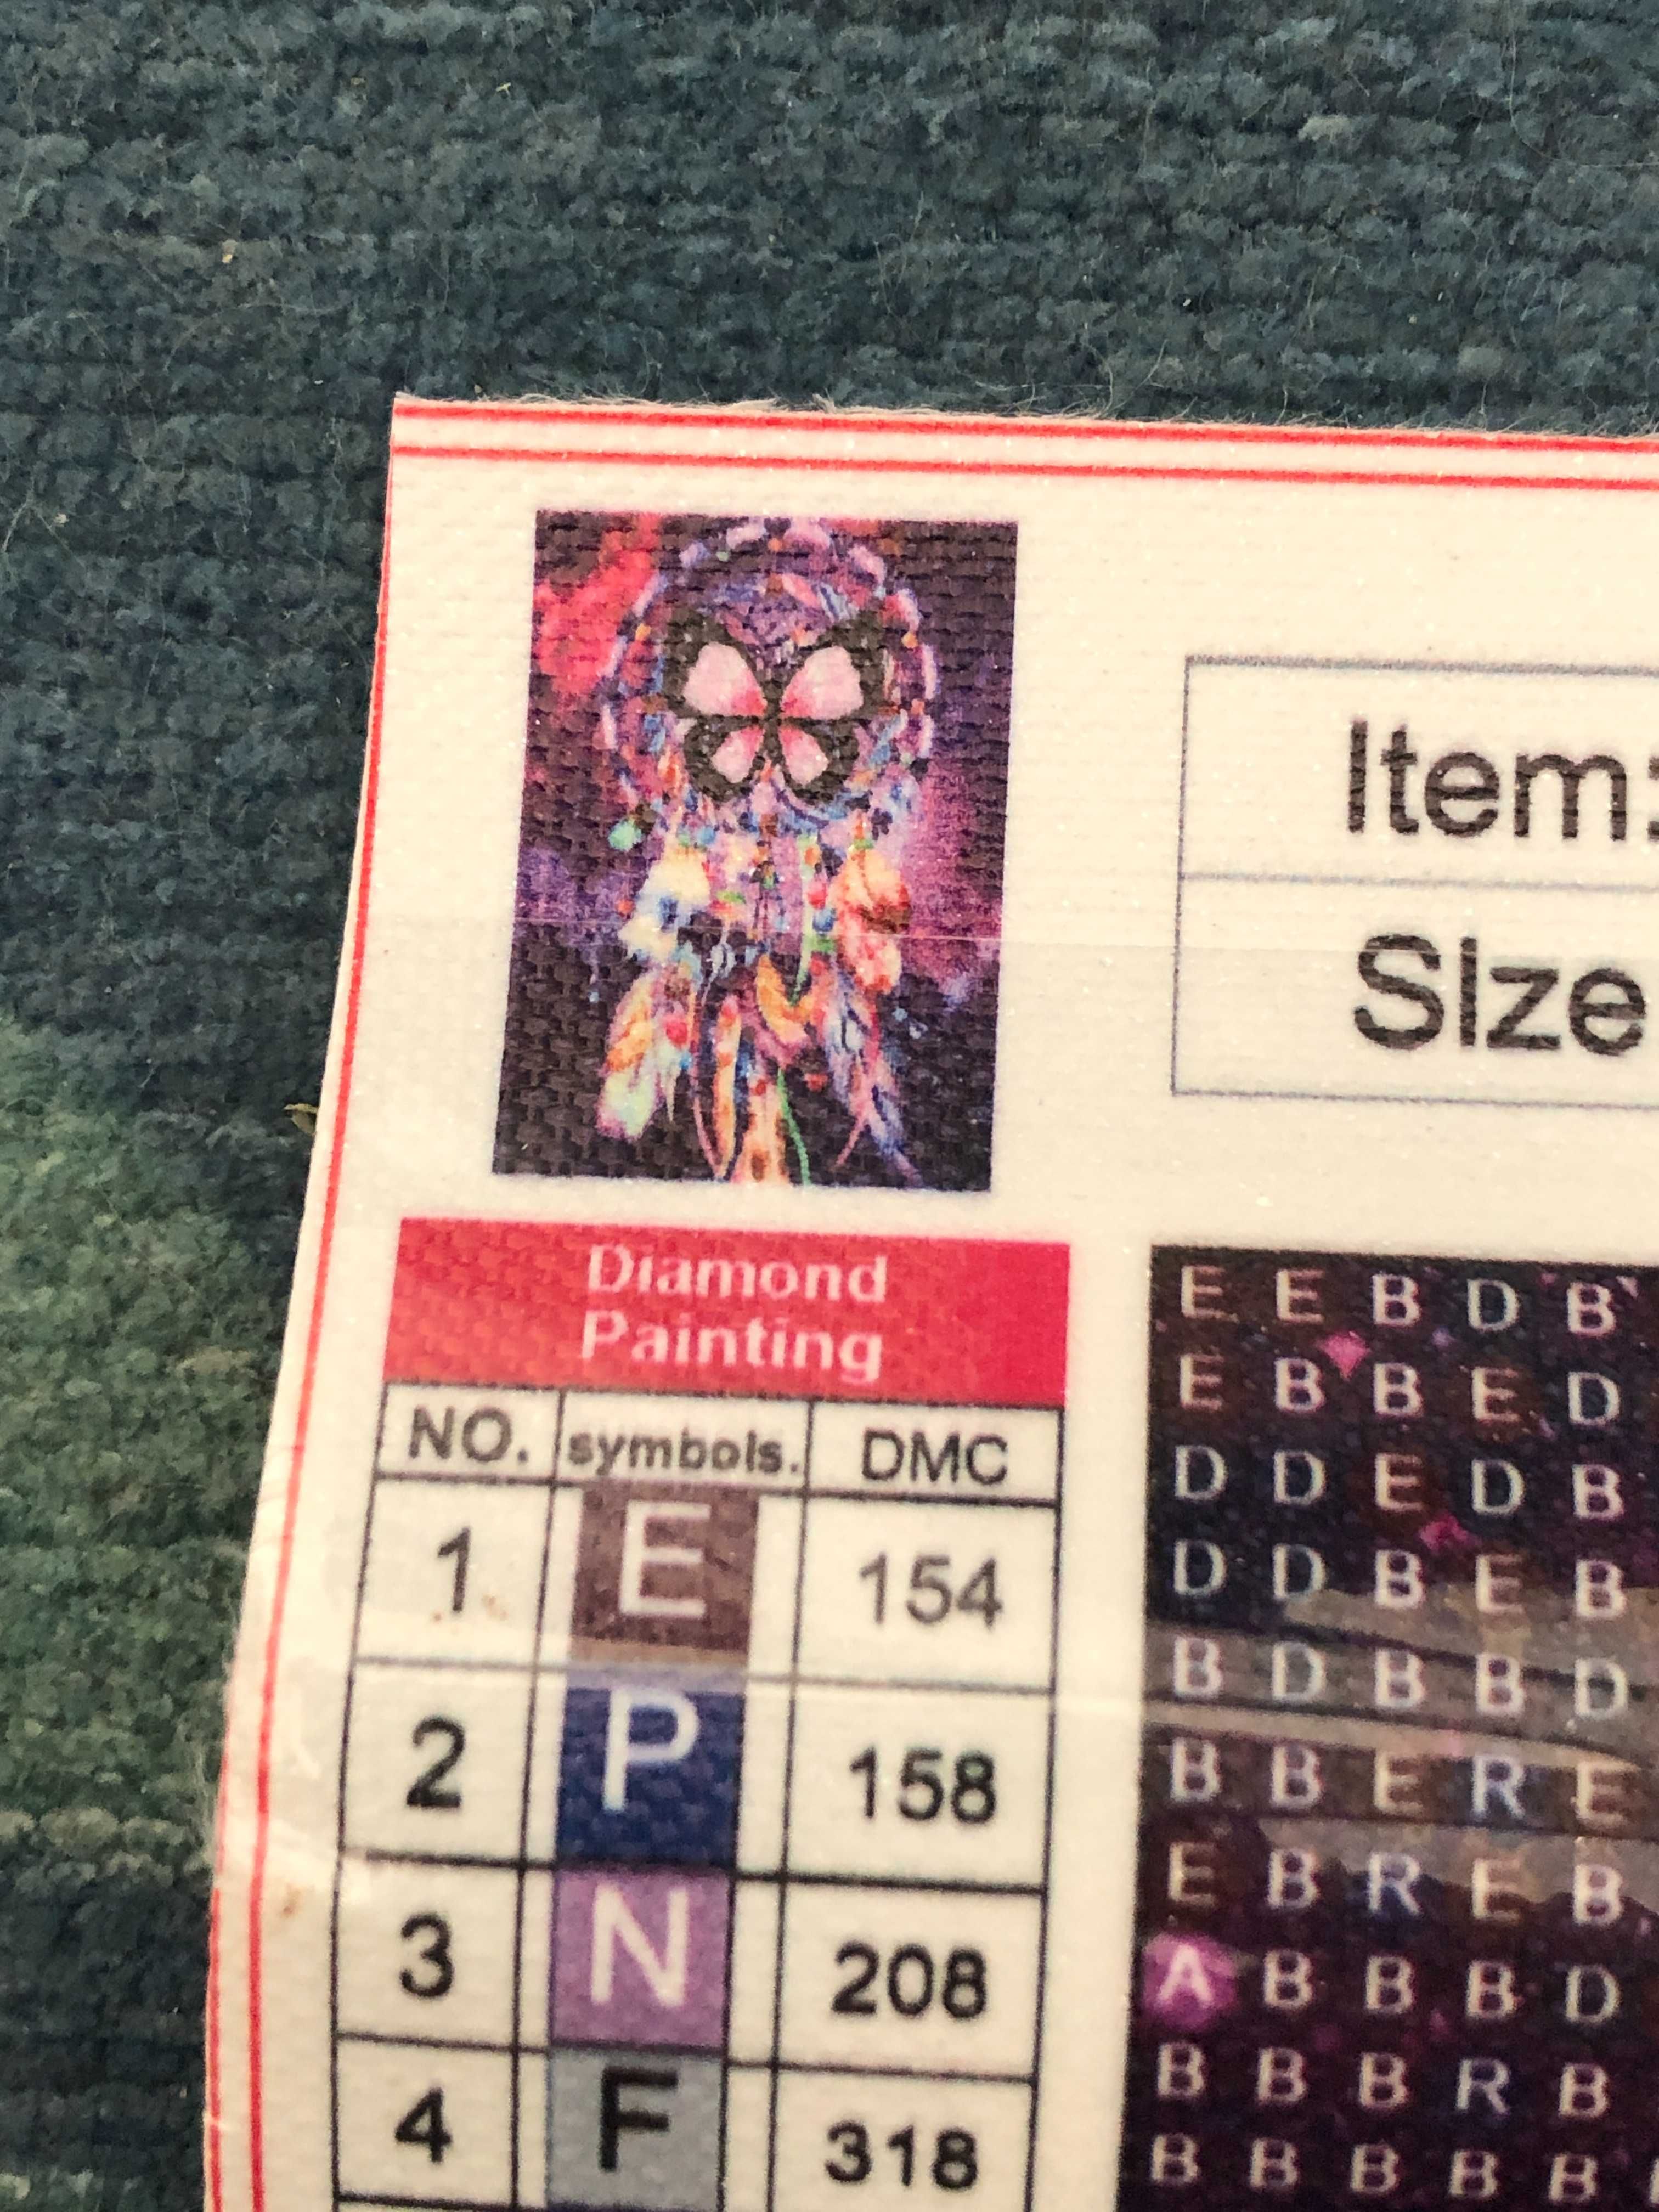 Item:
SIze
Diamond
Painting
NO. symbols. DMC
1 E 154
2 P 158
3 N 208
4 F 318
E E B D B
E B B E D
D D E D B
D D B E B
B D B B D
B B E R E
E B R E B
A B B B D
B B B R B
B B B B B